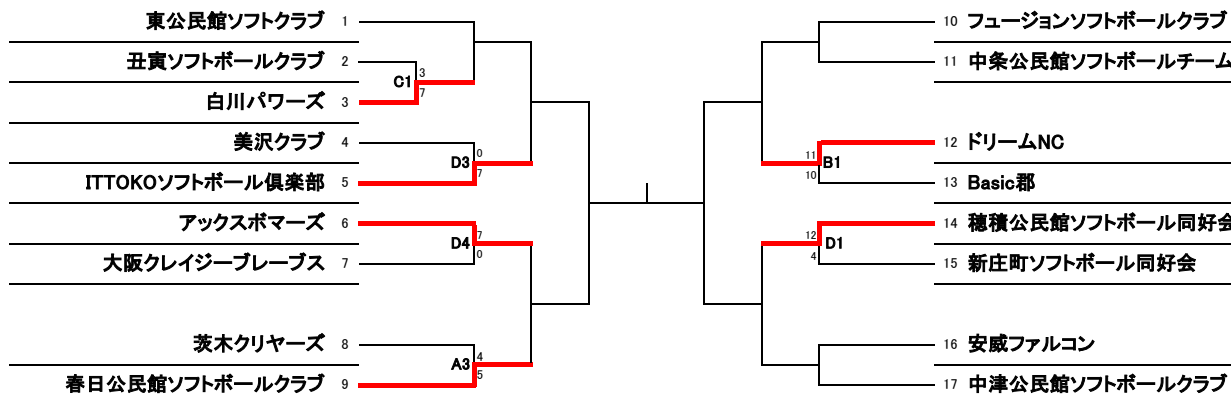 東公民館ソフトクラブ 1
丑寅ソフトボールクラブ 2
C1 3
7
白川パワーズ 3
美沢クラブ 4
D3 0
7
ITTOKOソフトボール倶楽部 5
アックスボマーズ 6
D4 7
0
大阪クレイジーブレーブス 7
茨木クリヤーズ 8
A3 4
5
春日公民館ソフトボールクラブ 9
10 フュージョンソフトボールクラブ
11 中条公民館ソフトボールチーム
12 ドリームNC
11 B1
10
13 Basic郡
14 穂積公民館ソフトボール同好会
12 D1
4
15 新庄町ソフトボール同好会
16 安威ファルコン
17 中津公民館ソフトボールクラブ